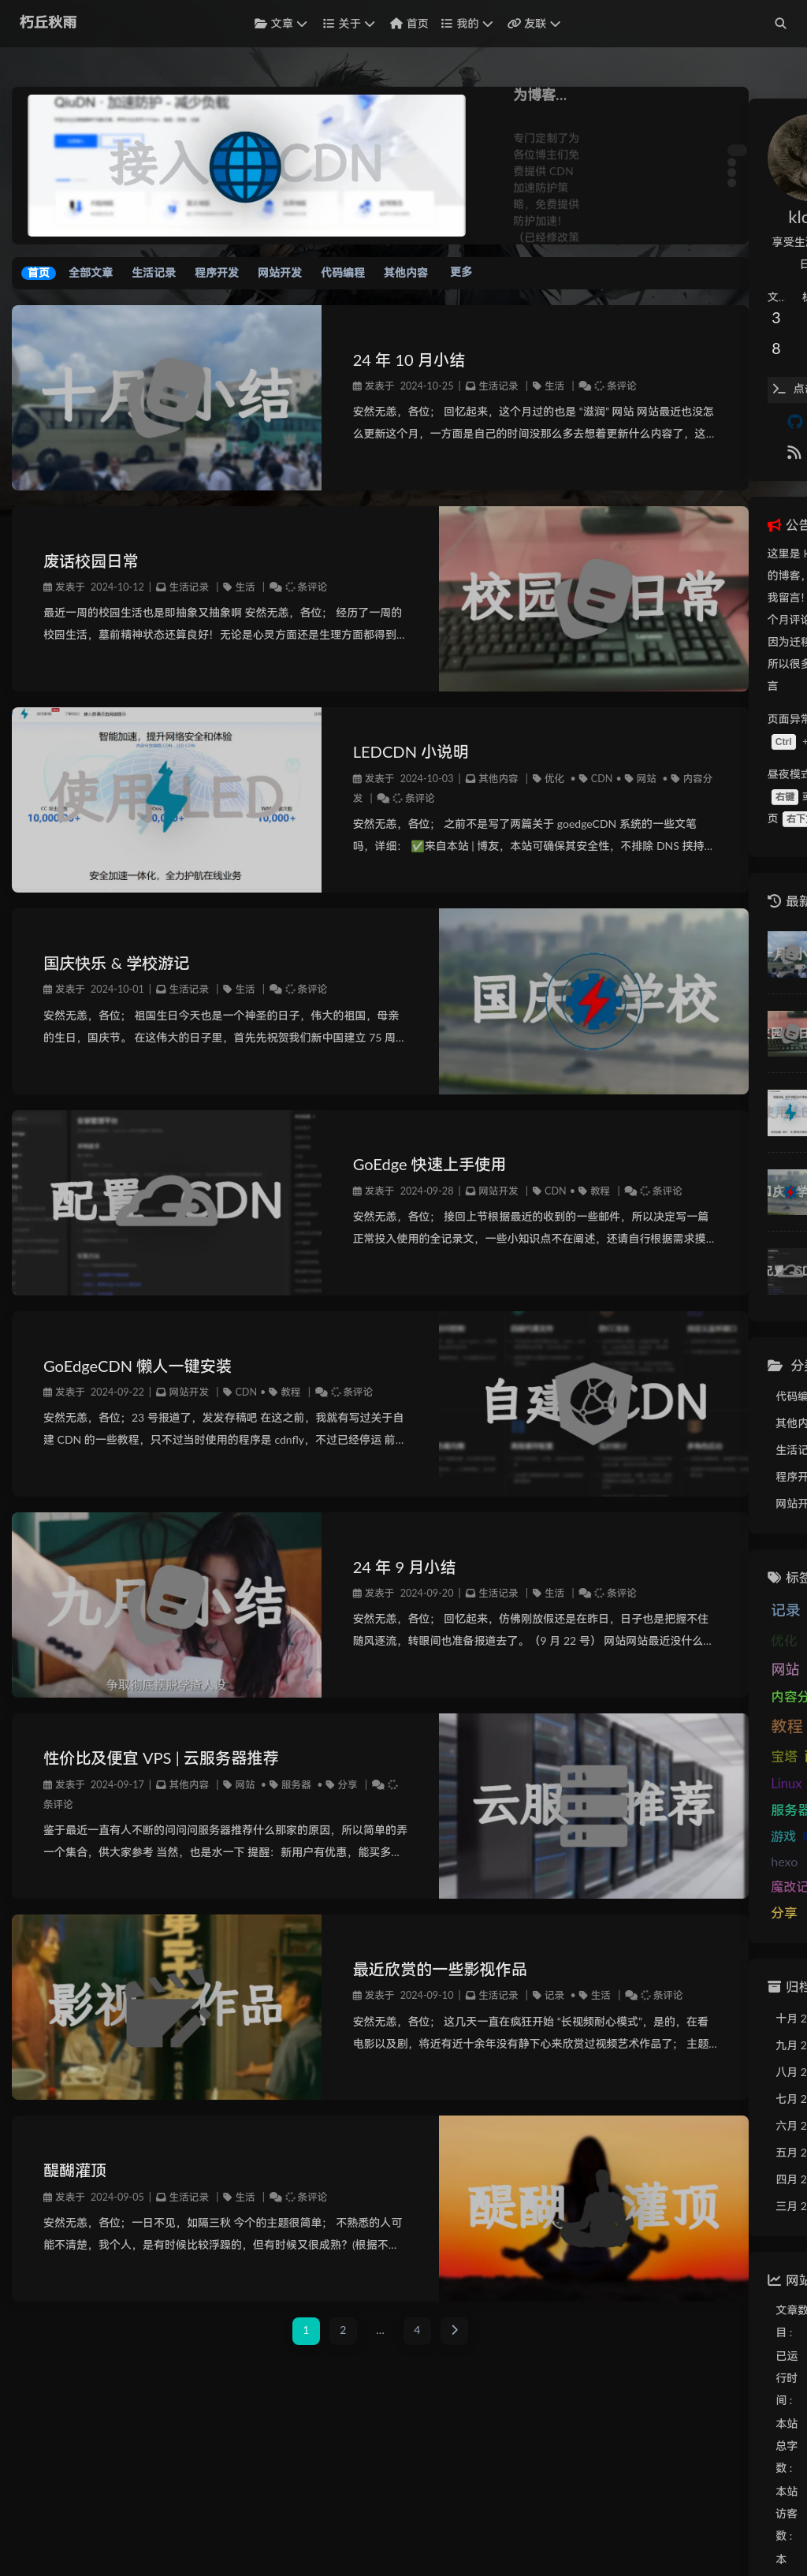 朽丘秋雨
文章
关于
首页
我的
友联
QiuDN · 加速防护 - 减少负载
接入 CDN
为博客...
专门定制了为
各位博主们免
费提供 CDN
加速防护策
略，免费提供
防护加速！
（已经修改策
首页 全部文章 生活记录 程序开发 网站开发 代码编程 其他内容 更多
十月小结
24 年 10 月小结
发表于 2024-10-25 | 生活记录 | 生活 | 条评论
安然无恙，各位； 回忆起来，这个月过的也是 “滋润” 网站 网站最近也没怎
么更新这个月，一方面是自己的时间没那么多去想着更新什么内容了，这...
废话校园日常
发表于 2024-10-12 | 生活记录 | 生活 | 条评论
最近一周的校园生活也是即抽象又抽象啊 安然无恙，各位； 经历了一周的
校园生活，墓前精神状态还算良好！无论是心灵方面还是生理方面都得到...
校园日常
智能加速，提升网络安全和体验
使用 LED
安全加速一体化，全力护航在线业务
LEDCDN 小说明
发表于 2024-10-03 | 其他内容 | 优化 • CDN • 网站 • 内容分
发 | 条评论
安然无恙，各位； 之前不是写了两篇关于 goedgeCDN 系统的一些文笔
吗，详细： ✅来自本站 | 博友，本站可确保其安全性，不排除 DNS 挟持...
国庆快乐 & 学校游记
发表于 2024-10-01 | 生活记录 | 生活 | 条评论
安然无恙，各位； 祖国生日今天也是一个神圣的日子，伟大的祖国，母亲
的生日，国庆节。 在这伟大的日子里，首先先祝贺我们新中国建立 75 周...
国庆 学校
配置 CDN
GoEdge 快速上手使用
发表于 2024-09-28 | 网站开发 | CDN • 教程 | 条评论
安然无恙，各位； 接回上节根据最近的收到的一些邮件，所以决定写一篇
正常投入使用的全记录文，一些小知识点不在阐述，还请自行根据需求摸...
GoEdgeCDN 懒人一键安装
发表于 2024-09-22 | 网站开发 | CDN • 教程 | 条评论
安然无恙，各位；23 号报道了，发发存稿吧 在这之前，我就有写过关于自
建 CDN 的一些教程，只不过当时使用的程序是 cdnfly，不过已经停运 前...
自建 CDN
九月小结
争取彻底摆脱学渣人设
24 年 9 月小结
发表于 2024-09-20 | 生活记录 | 生活 | 条评论
安然无恙，各位； 回忆起来，仿佛刚放假还是在昨日，日子也是把握不住
随风逐流，转眼间也准备报道去了。（9 月 22 号） 网站网站最近没什么...
性价比及便宜 VPS | 云服务器推荐
发表于 2024-09-17 | 其他内容 | 网站 • 服务器 • 分享 |
条评论
鉴于最近一直有人不断的问问问服务器推荐什么那家的原因，所以简单的弄
一个集合，供大家参考 当然，也是水一下 提醒：新用户有优惠，能买多...
云服 推荐
影视作品
最近欣赏的一些影视作品
发表于 2024-09-10 | 生活记录 | 记录 • 生活 | 条评论
安然无恙，各位； 这几天一直在疯狂开始 “长视频耐心模式”，是的，在看
电影以及剧，将近有近十余年没有静下心来欣赏过视频艺术作品了； 主题...
醍醐灌顶
发表于 2024-09-05 | 生活记录 | 生活 | 条评论
安然无恙，各位；一日不见，如隔三秋 今个的主题很简单； 不熟悉的人可
能不清楚，我个人，是有时候比较浮躁的，但有时候又很成熟？(根据不...
醍醐灌顶
1 2 ... 4
享受生
文..
3
8
公告
这里是
的博客，
我留言！
个月评论
因为迁移
所以很多
言
页面异常
Ctrl +
昼夜模式
右键
页 右下
最新
分类
代码编
其他内
生活记
程序开
网站开
标签
记录
优化
网站
内容分
教程
宝塔
Linux
服务器
游戏
hexo
魔改记
分享
归档
十月 2
九月 2
八月 2
七月 2
六月 2
五月 2
四月 2
三月 2
网站
文章数
目 :
已运
行时
间 :
本站
总字
数 :
本站
访客
数 :
本